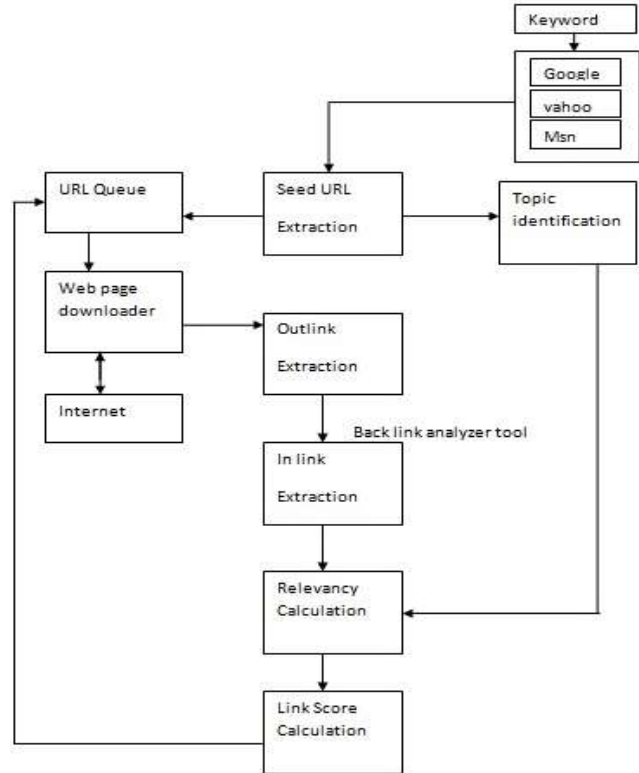 Keyword
Google
vahoo
Msn
URL Queue
Seed URL
Extraction
Topic
identification
Web page
downloader
Outlink
Extraction
Internet
Back link analyzer tool
In link
Extraction
Relevancy
Calculation
Link Score
Calculation